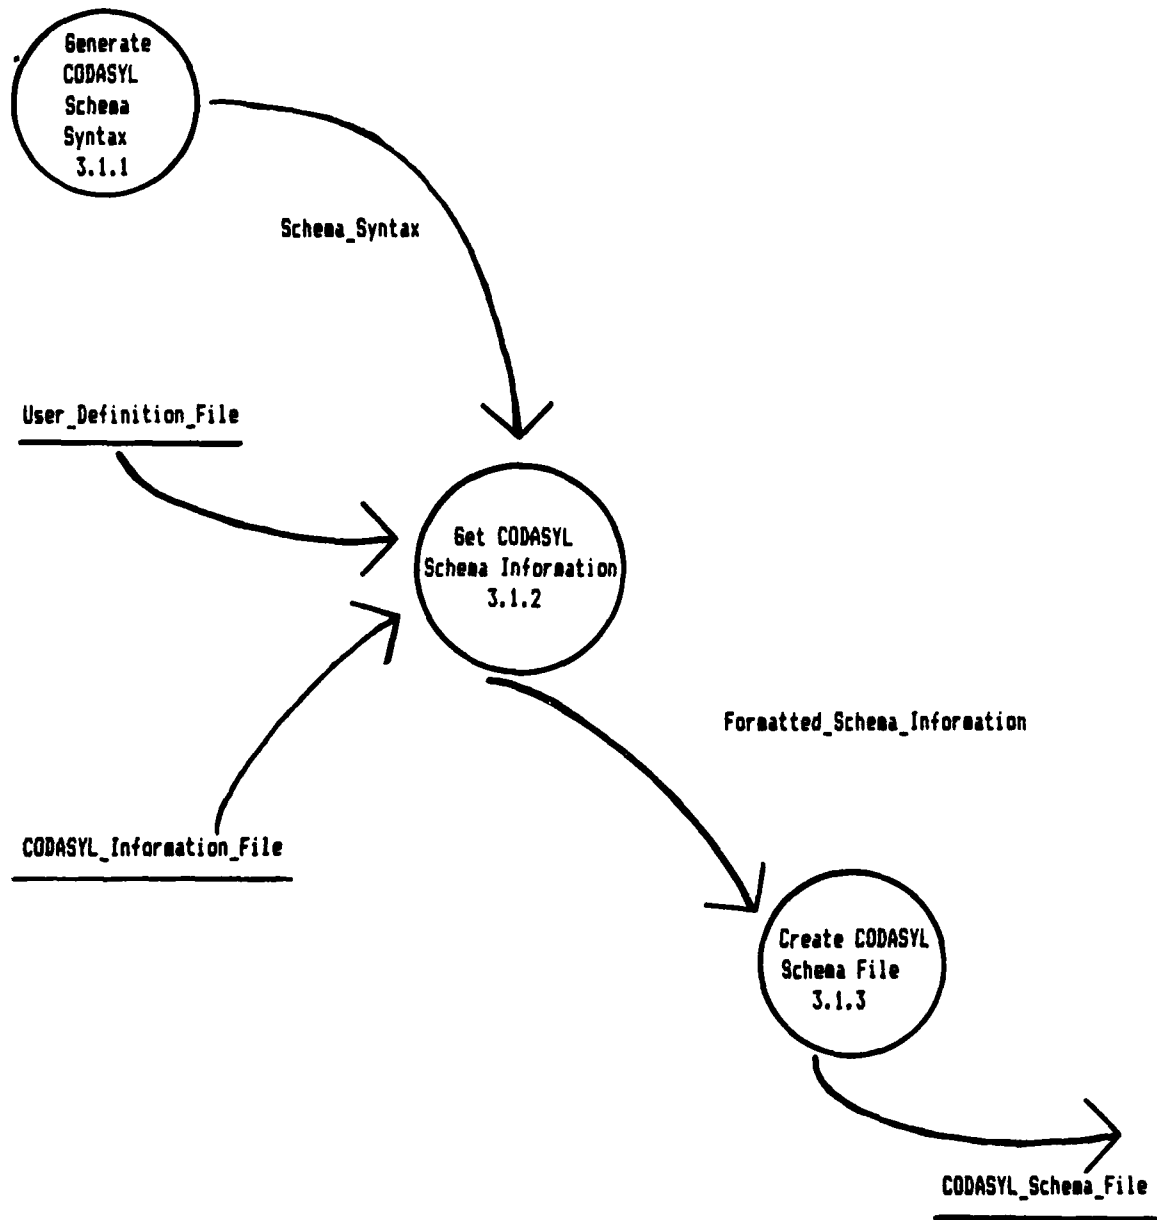 Generate
CODASYL
Schema
Syntax
3.1.1
Schema_Syntax
User_Definition_File
Get CODASYL
Schema Information
3.1.2
Formatted_Schema_Information
CODASYL_Information_File
Create CODASYL
Schema File
3.1.3
CODASYL_Schema_File